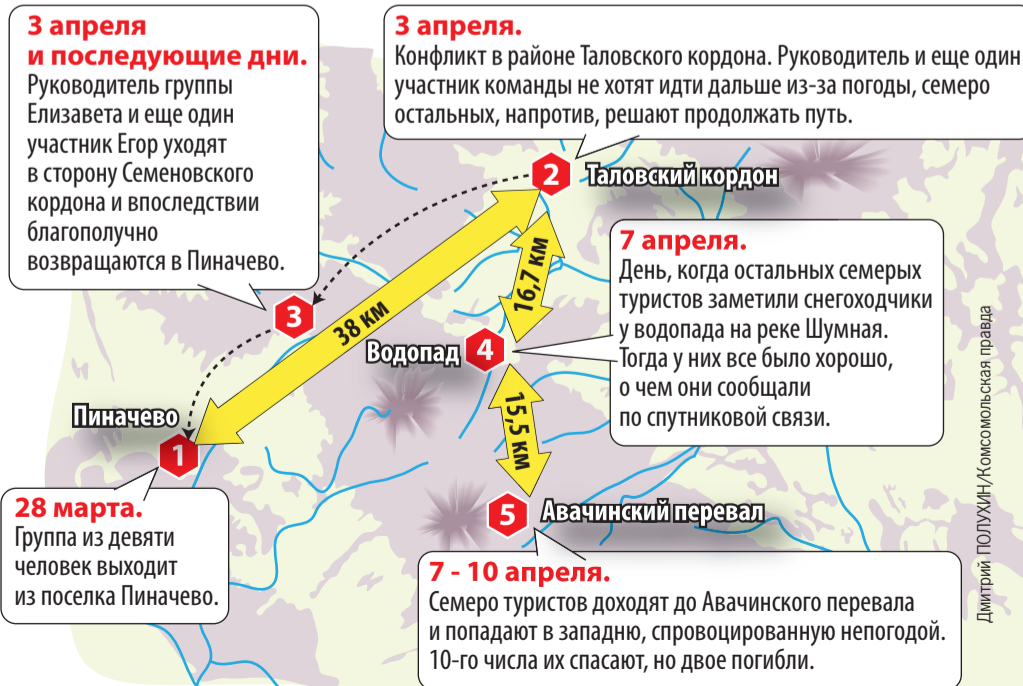 3 апреля
и последующие дни.
Руководитель группы
Елизавета и еще один
участник Егор уходят
в сторону Семеновского
кордона и впоследствии
благополучно
возвращаются в Пиначево.
3 апреля.
Конфликт в районе Таловского кордона. Руководитель и еще один
участник команды не хотят идти дальше из-за погоды, семеро
остальных, напротив, решают продолжать путь.
2
Таловский кордон
7 апреля.
День, когда остальных семерых
туристов заметили снегоходчики
у водопада на реке Шумная.
Тогда у них все было хорошо,
о чем они сообщали
по спутниковой связи.
16,7 км
3
38 км
Водопад
4
Пиначево
1
15,5 км
28 марта.
Группа из девяти
человек выходит
из поселка Пиначево.
5
Авачинский перевал
7 - 10 апреля.
Семеро туристов доходят до Авачинского перевала
и попадают в западню, спровоцированную непогодой.
10-го числа их спасают, но двое погибли.
Дмитрий ПОЛУХИН/Комсомольская правда